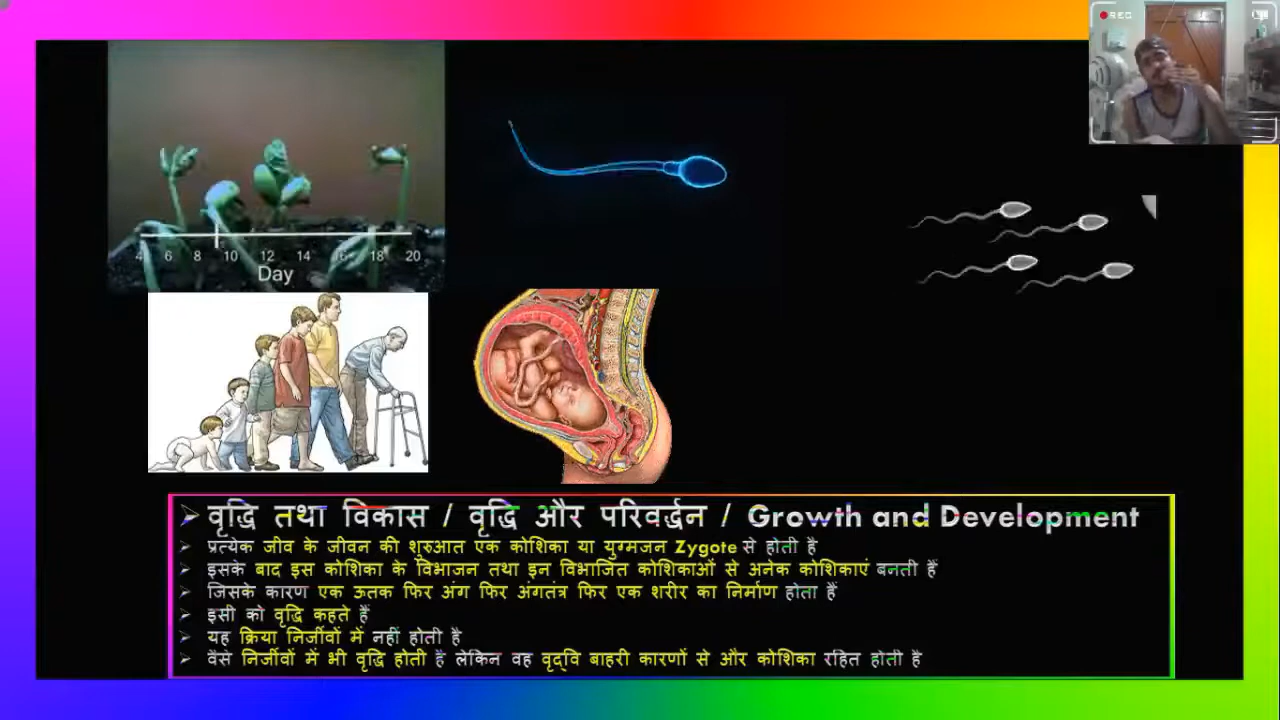 REC
4 6 8 10 12 14 16 18 20
Day
➢ वृद्धि तथा विकास / वृद्धि और परिवर्द्धन / Growth and Development
➢ प्रत्येक जीव के जीवन की शुरुआत एक कोशिका या युग्मजन Zygote से होती है
➢ इसके बाद इस कोशिका के विभाजन तथा इन विभाजित कोशिकाओं से अनेक कोशिकाएं बनती हैं
➢ जिसके कारण एक ऊतक फिर अंग फिर अंगतंत्र फिर एक शरीर का निर्माण होता हैं
➢ इसी को वृद्धि कहते हैं
➢ यह क्रिया निर्जीवों में नहीं होती है
➢ वैसे निर्जीवों में भी वृद्धि होती है लेकिन वह वृद्‌वि बाहरी कारणों से और कोशिका रहित होती है